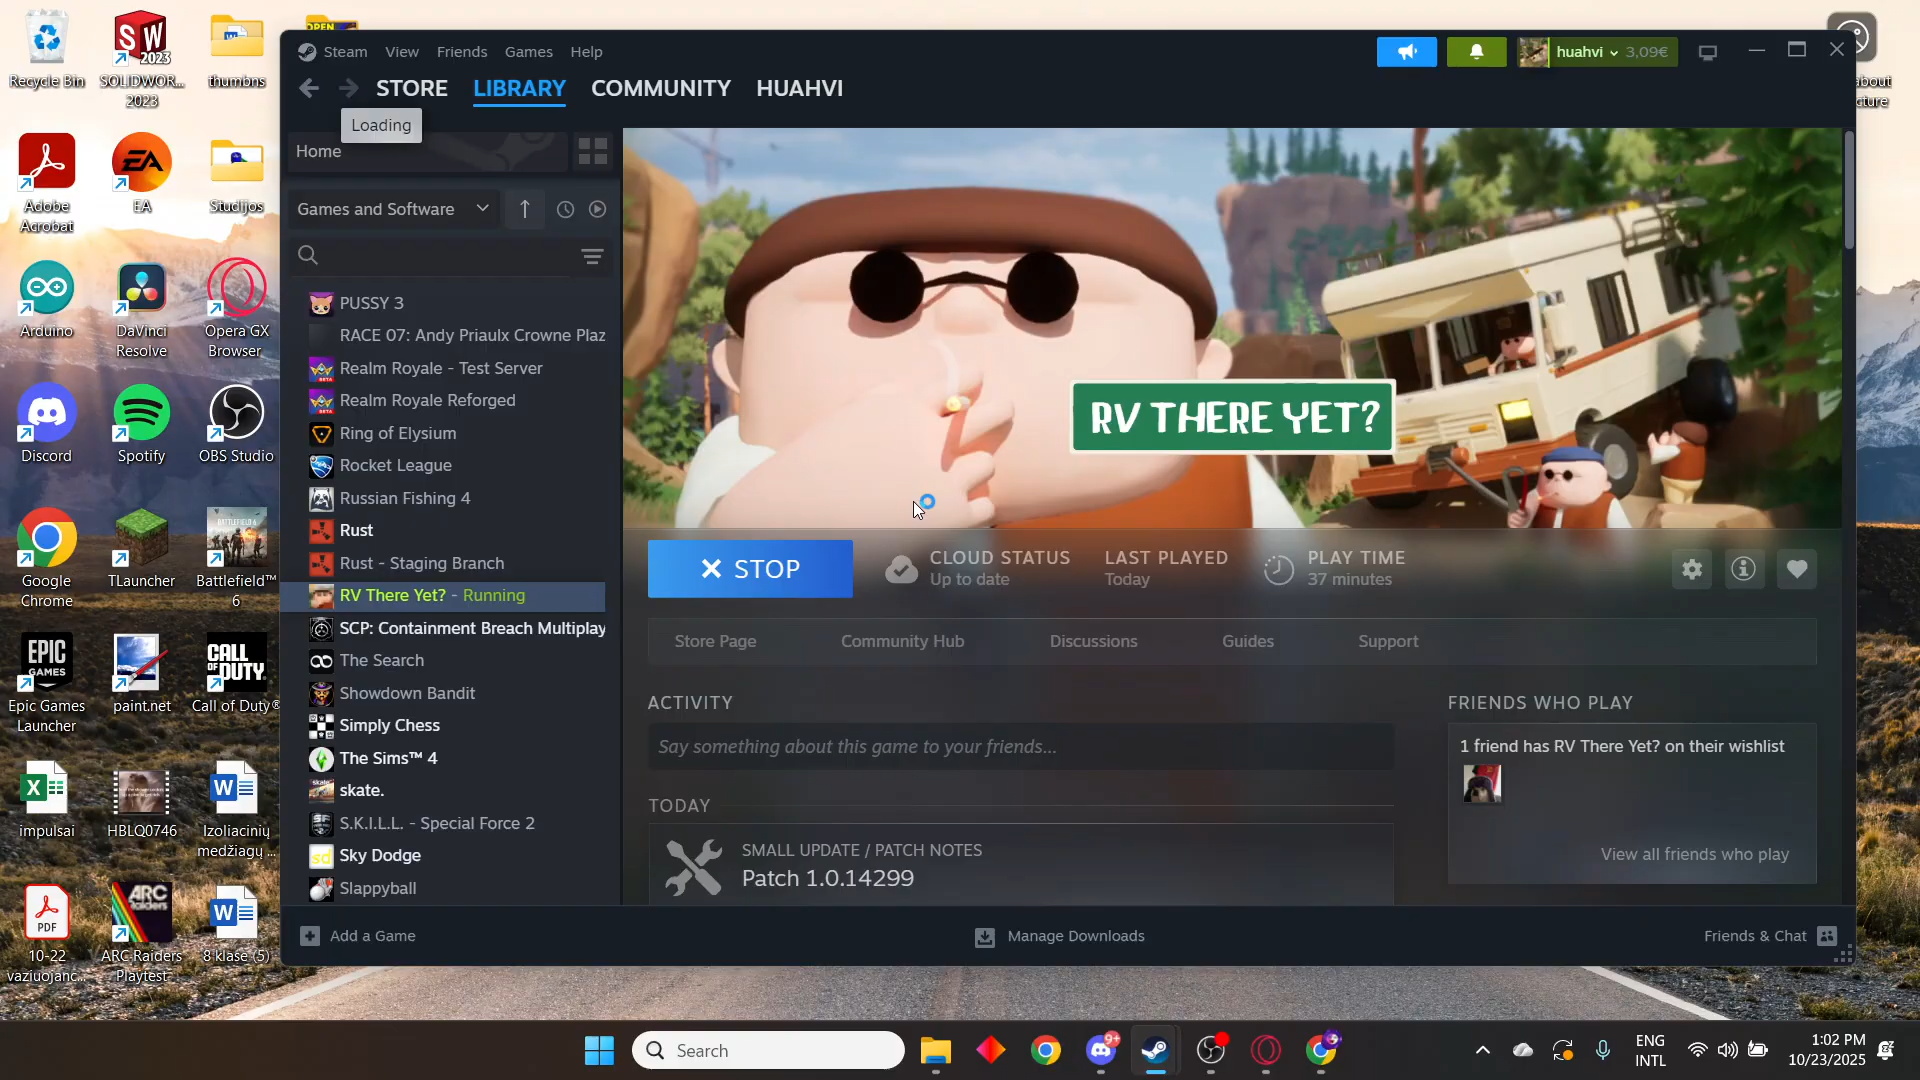 Recycle Bin
SOLIDWOR...
2023
thumbns
OPEN
Adobe
Acrobat
EA
Studijos
Arduino
DaVinci
Resolve
Opera GX
Browser
Discord
Spotify
OBS Studio
Google
Chrome
TLauncher
Battlefield™
6
Epic Games
Launcher
paint.net
Call of Duty®
impulsai
HBLQ0746
Izoliacinių
medžiagų ...
10-22
vaziuojanc...
ARC Raiders
Playtest
8 klase (5)
Steam View Friends Games Help
huahvi 3,09€
STORE LIBRARY COMMUNITY HUAHVI
Loading
Home
Games and Software
PUSSY 3
RACE 07: Andy Priaulx Crowne Plaz
Realm Royale - Test Server
Realm Royale Reforged
Ring of Elysium
Rocket League
Russian Fishing 4
Rust
Rust - Staging Branch
RV There Yet? - Running
SCP: Containment Breach Multiplay
The Search
Showdown Bandit
Simply Chess
The Sims™ 4
skate.
S.K.I.L.L. - Special Force 2
Sky Dodge
Slappyball
RV THERE YET?
STOP
CLOUD STATUS
Up to date
LAST PLAYED
Today
PLAY TIME
37 minutes
Store Page Community Hub Discussions Guides Support
ACTIVITY
Say something about this game to your friends...
TODAY
SMALL UPDATE / PATCH NOTES
Patch 1.0.14299
FRIENDS WHO PLAY
1 friend has RV There Yet? on their wishlist
View all friends who play
Add a Game
Manage Downloads
Friends & Chat
about
cture
Search
9+
ENG
INTL
1:02 PM
10/23/2025